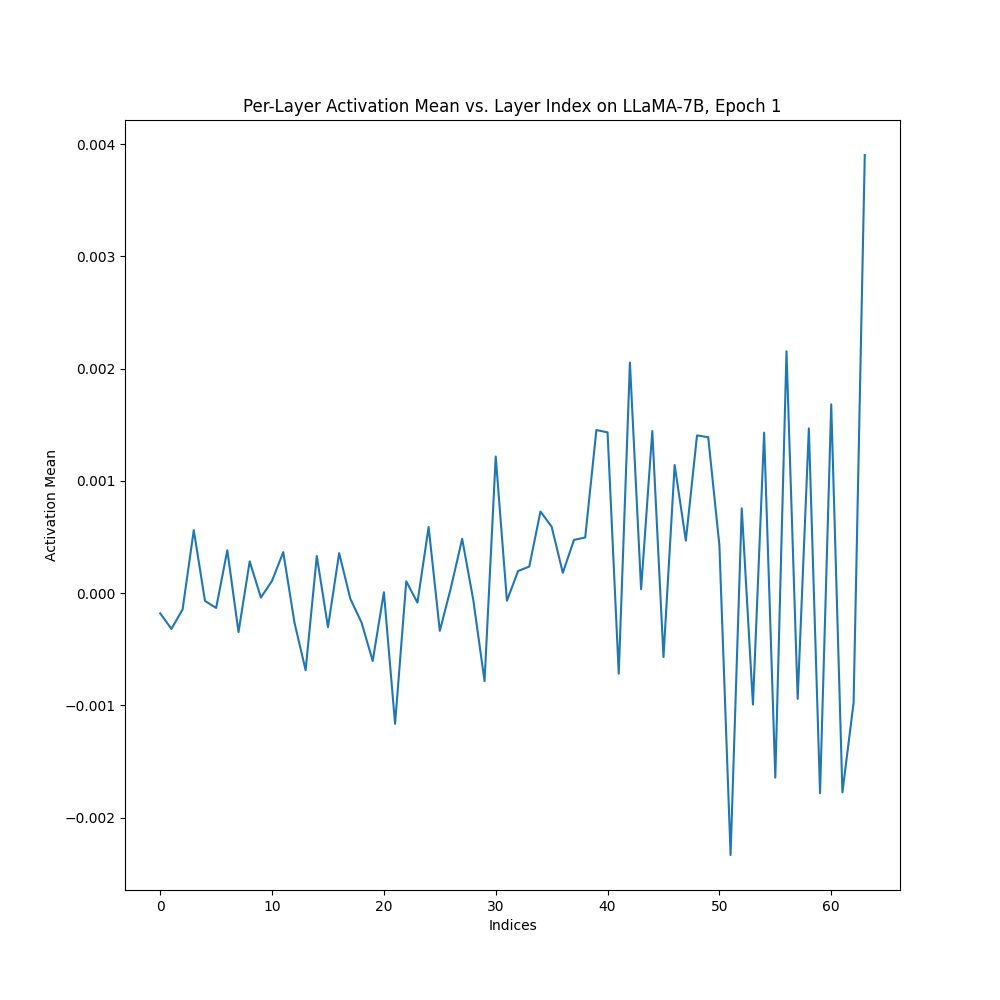 Per-Layer Activation Mean vs. Layer Index on LLaMA-7B, Epoch 1
0.004
0.003
0.002
0.001
0.000
−0.001
−0.002
Activation Mean
0 10 20 30 40 50 60
Indices